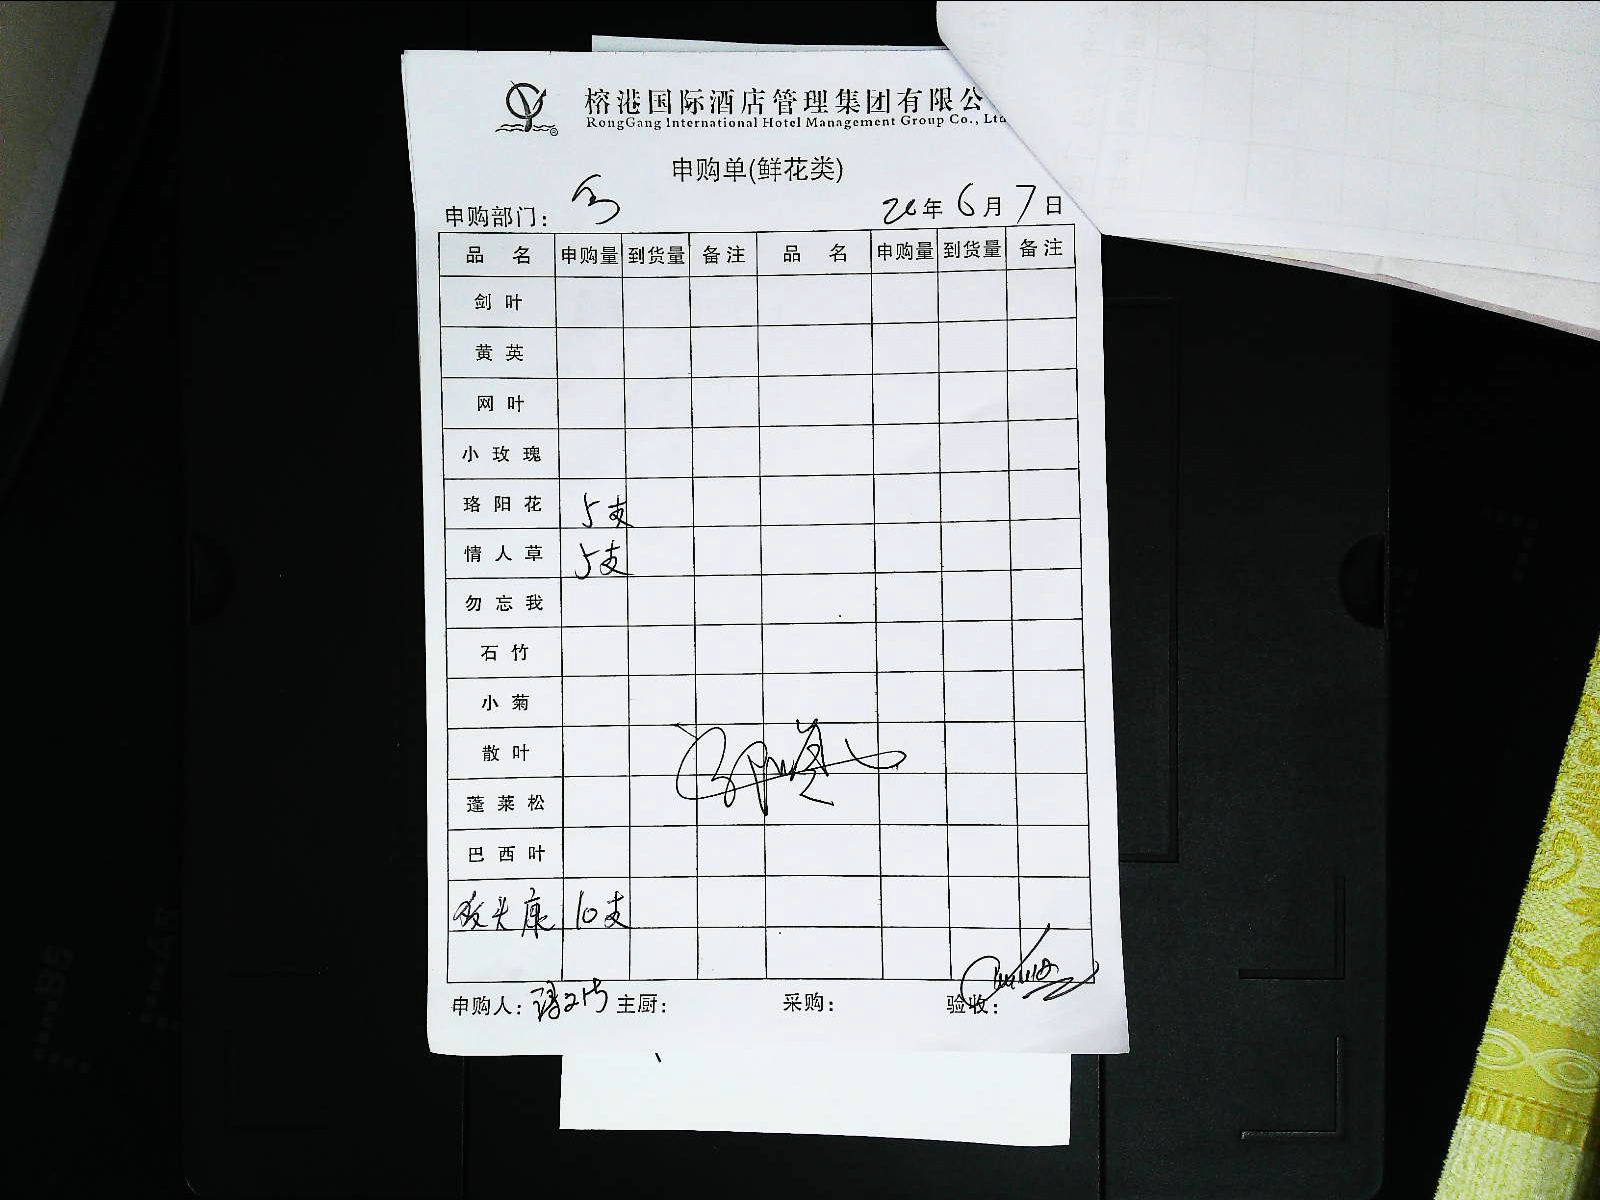 榕港国际酒店管理集团有限公
RongGang International Hotel Management Group Co., Ltd
申购单(鲜花类)
申购部门：
20年6月7日
品 名 申购量 到货量 备注 品 名 申购量 到货量 备注
剑叶
黄英
网叶
小玫瑰
珞阳花 5支
情人草 5支
勿忘我
石竹
小菊
散叶
蓬莱松
巴西叶
康 10支
申购人： 主厨： 采购： 验收：